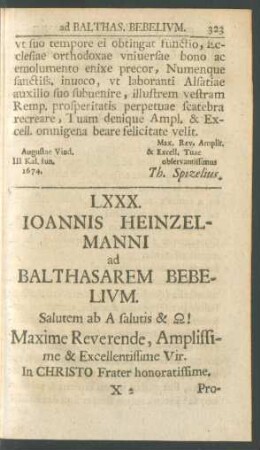 ad BALTHAS. BEBELIVM. 323
vt suo tempore ei obtingat functio, Ec-
clesiae orthodoxae vniuersae bono ac
emolumento enixe precor, Numenque
sanctiss, inuoco, vt laboranti Alsatiae
auxilio suo subuenire, illustrem vestram
Remp. prosperitatis perpetuae scatebra
recreare, Tuam denique Ampl. & Ex-
cell. omnigena beare felicitate velit.
Max. Rev. Amplit.
Augustae Vind. & Excell. Tuae
III Kal. Iun. observantissimus
1674. Th. Spizelius.
LXXX.
IOANNIS HEINZEL-
MANNI
ad
BALTHASAREM BEBE-
LIVM.
Salutem ab A salutis & Ω!
Maxime Reverende, Amplissi-
me & Excellentissime Vir.
In CHRISTO Frater honoratissime.
X 2 Pro-